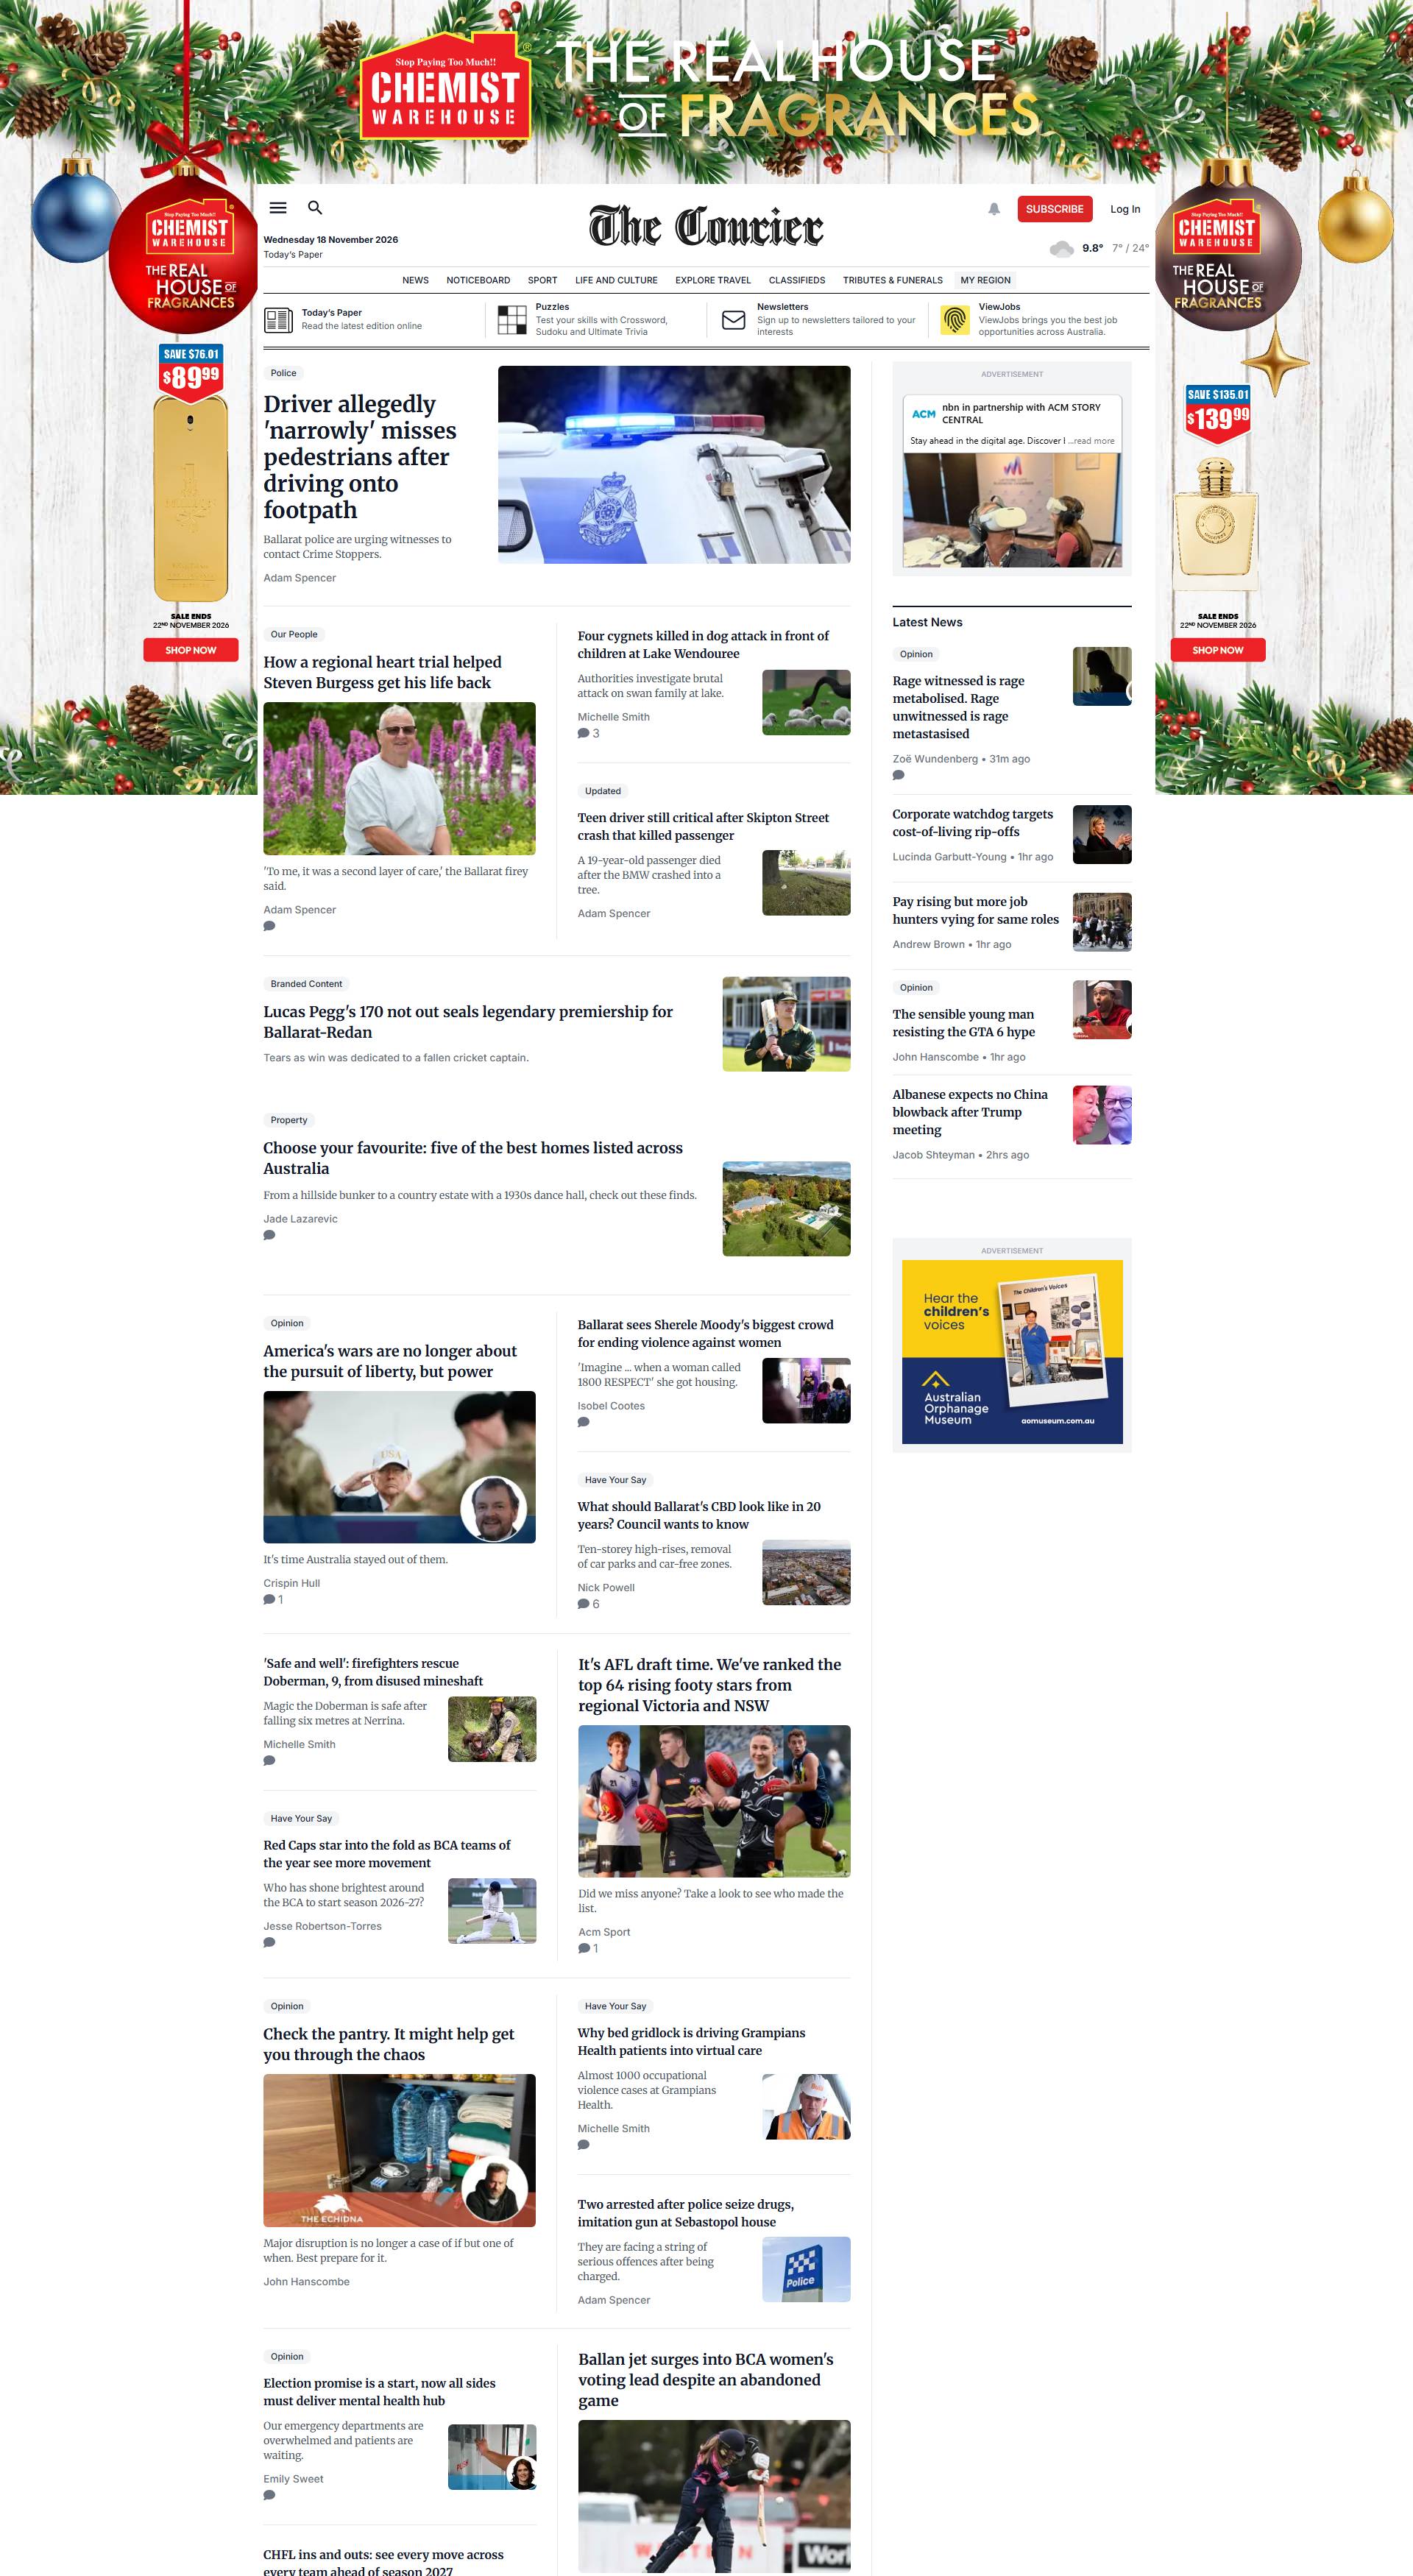 Stop Paying Too Much!!
CHEMIST
WAREHOUSE
THE REAL HOUSE
OF FRAGRANCES
Stop Paying Too Much!!
CHEMIST
WAREHOUSE
THE REAL
HOUSE OF
FRAGRANCES
SAVE $76.01
$89.99
SALE ENDS
22ND NOVEMBER 2026
SHOP NOW
Stop Paying Too Much!!
CHEMIST
WAREHOUSE
THE REAL
HOUSE OF
FRAGRANCES
SAVE $135.01
$139.99
SALE ENDS
22ND NOVEMBER 2026
SHOP NOW
The Courier
SUBSCRIBE
Log In
Wednesday 18 November 2026
Today's Paper
9.8° 7° / 24°
NEWS NOTICEBOARD SPORT LIFE AND CULTURE EXPLORE TRAVEL CLASSIFIEDS TRIBUTES & FUNERALS MY REGION
Today's Paper
Read the latest edition online
Puzzles
Test your skills with Crossword,
Sudoku and Ultimate Trivia
Newsletters
Sign up to newsletters tailored to your
interests
ViewJobs
ViewJobs brings you the best job
opportunities across Australia.
Police
Driver allegedly
'narrowly' misses
pedestrians after
driving onto
footpath
Ballarat police are urging witnesses to
contact Crime Stoppers.
Adam Spencer
Our People
How a regional heart trial helped
Steven Burgess get his life back
'To me, it was a second layer of care,' the Ballarat firey
said.
Adam Spencer
Four cygnets killed in dog attack in front of
children at Lake Wendouree
Authorities investigate brutal
attack on swan family at lake.
Michelle Smith
3
Updated
Teen driver still critical after Skipton Street
crash that killed passenger
A 19-year-old passenger died
after the BMW crashed into a
tree.
Adam Spencer
Branded Content
Lucas Pegg's 170 not out seals legendary premiership for
Ballarat-Redan
Tears as win was dedicated to a fallen cricket captain.
Property
Choose your favourite: five of the best homes listed across
Australia
From a hillside bunker to a country estate with a 1930s dance hall, check out these finds.
Jade Lazarevic
Opinion
America's wars are no longer about
the pursuit of liberty, but power
USA
It's time Australia stayed out of them.
Crispin Hull
1
Ballarat sees Sherele Moody's biggest crowd
for ending violence against women
'Imagine ... when a woman called
1800 RESPECT' she got housing.
Isobel Cootes
Have Your Say
What should Ballarat's CBD look like in 20
years? Council wants to know
Ten-storey high-rises, removal
of car parks and car-free zones.
Nick Powell
6
'Safe and well': firefighters rescue
Doberman, 9, from disused mineshaft
Magic the Doberman is safe after
falling six metres at Nerrina.
Michelle Smith
Have Your Say
Red Caps star into the fold as BCA teams of
the year see more movement
Who has shone brightest around
the BCA to start season 2026-27?
Jesse Robertson-Torres
It's AFL draft time. We've ranked the
top 64 rising footy stars from
regional Victoria and NSW
Did we miss anyone? Take a look to see who made the
list.
Acm Sport
1
Opinion
Check the pantry. It might help get
you through the chaos
THE ECHIDNA
Major disruption is no longer a case of if but one of
when. Best prepare for it.
John Hanscombe
Have Your Say
Why bed gridlock is driving Grampians
Health patients into virtual care
Almost 1000 occupational
violence cases at Grampians
Health.
Michelle Smith
Two arrested after police seize drugs,
imitation gun at Sebastopol house
They are facing a string of
serious offences after being
charged.
Police
Adam Spencer
Opinion
Election promise is a start, now all sides
must deliver mental health hub
Our emergency departments are
overwhelmed and patients are
waiting.
Emily Sweet
CHFL ins and outs: see every move across
every team ahead of season 2027
Ballan jet surges into BCA women's
voting lead despite an abandoned
game
ADVERTISEMENT
ACM
nbn in partnership with ACM STORY
CENTRAL
Stay ahead in the digital age. Discover l ...read more
Latest News
Opinion
Rage witnessed is rage
metabolised. Rage
unwitnessed is rage
metastasised
Zoë Wundenberg • 31m ago
Corporate watchdog targets
cost-of-living rip-offs
Lucinda Garbutt-Young • 1hr ago
Pay rising but more job
hunters vying for same roles
Andrew Brown • 1hr ago
Opinion
The sensible young man
resisting the GTA 6 hype
John Hanscombe • 1hr ago
Albanese expects no China
blowback after Trump
meeting
Jacob Shteyman • 2hrs ago
ADVERTISEMENT
Hear the
children's
voices
The Children's Voices
Australian
Orphanage
Museum
aomuseum.com.au